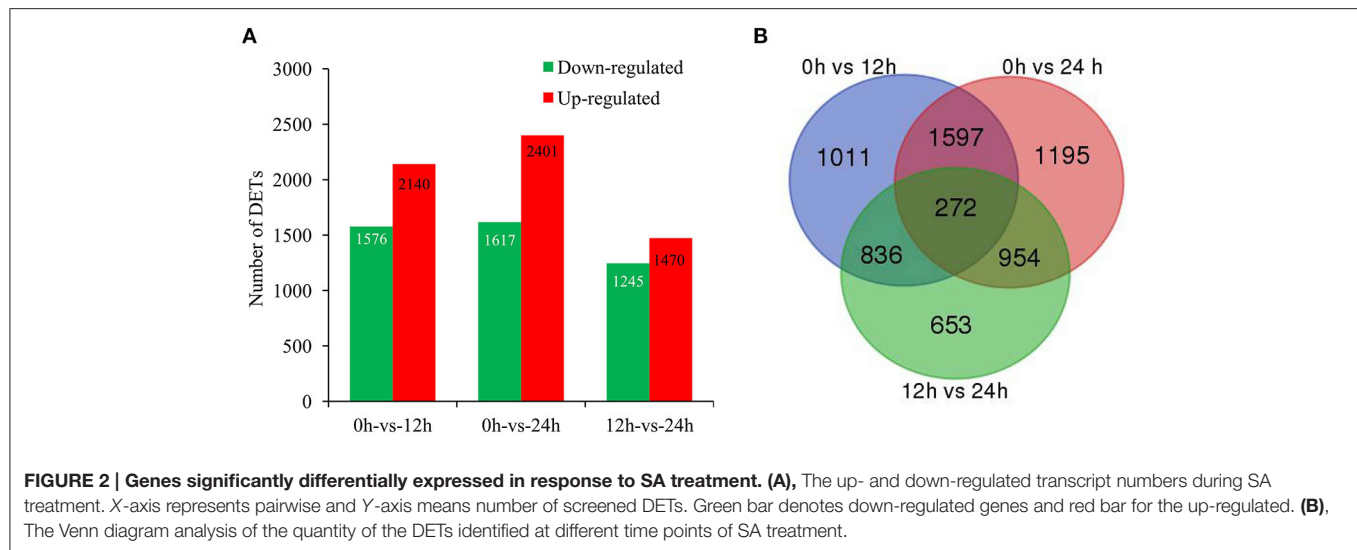 A
B
3000
2500
2000
1500
1000
500
0
Number of DETs
Down-regulated
Up-regulated
1576
2140
1617
2401
1245
1470
0h-vs-12h
0h-vs-24h
12h-vs-24h
0h vs 12h
0h vs 24 h
1011
1597
1195
272
836
954
653
12h vs 24h
FIGURE 2 | Genes significantly differentially expressed in response to SA treatment. (A), The up- and down-regulated transcript numbers during SA
treatment. X-axis represents pairwise and Y-axis means number of screened DETs. Green bar denotes down-regulated genes and red bar for the up-regulated. (B),
The Venn diagram analysis of the quantity of the DETs identified at different time points of SA treatment.